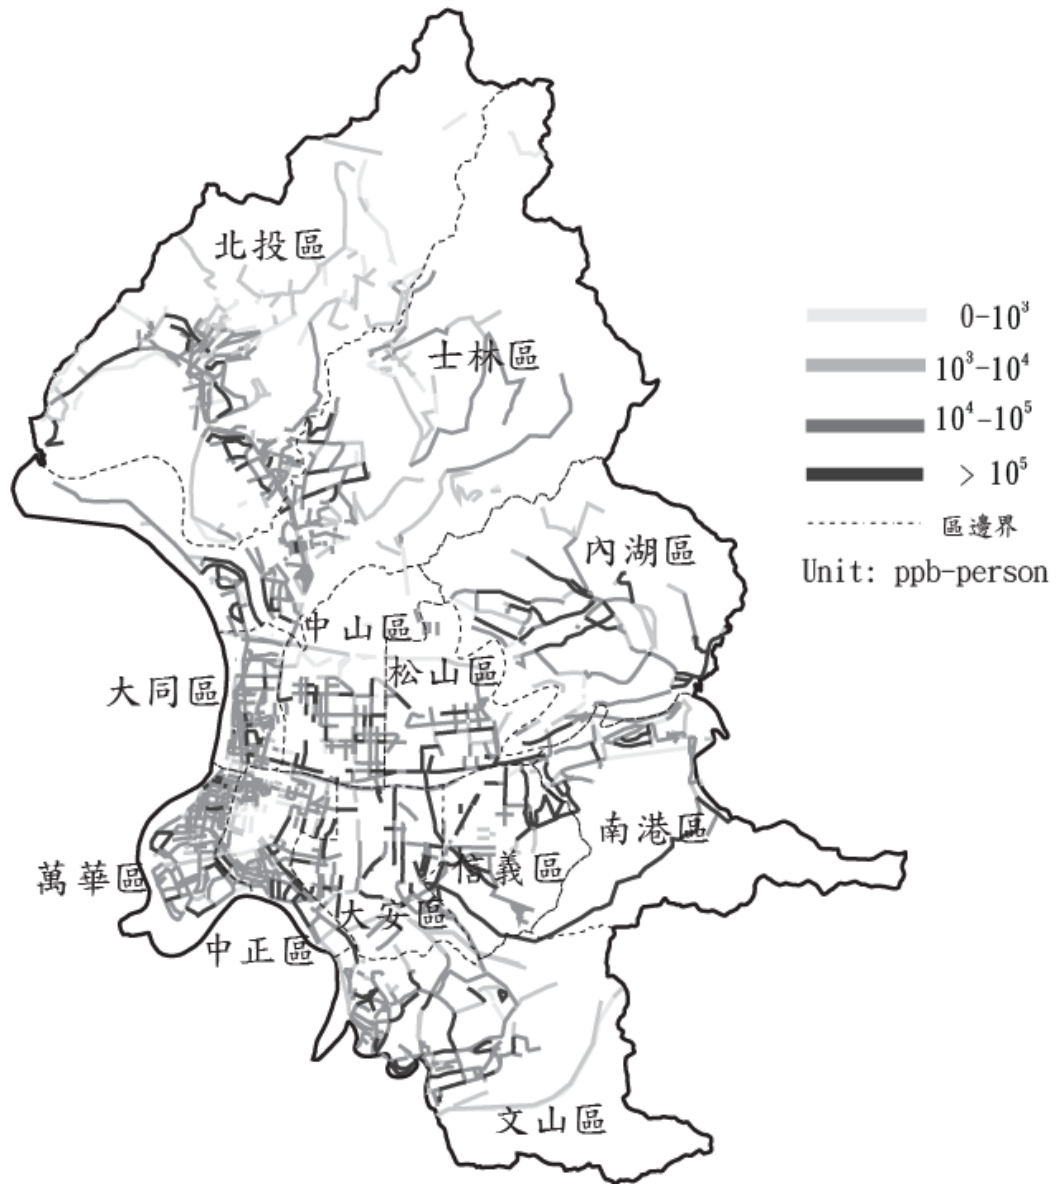 北投區
士林區
0-10³
10³-10⁴
10⁴-10⁵
> 10⁵
區邊界
Unit: ppb-person
內湖區
中山區
松山區
大同區
南港區
萬華區
信義區
大安區
中正區
文山區